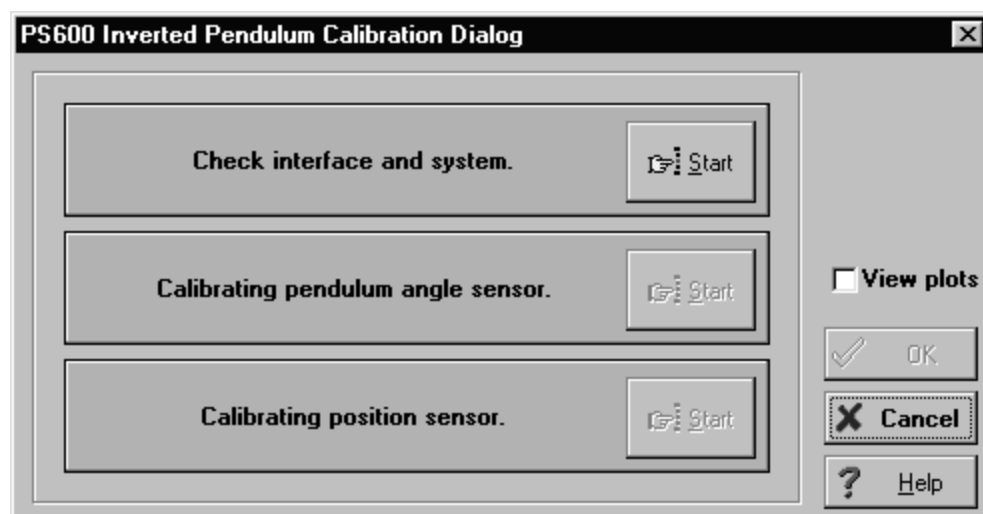 PS600 Inverted Pendulum Calibration Dialog
Check interface and system.
Start
Calibrating pendulum angle sensor.
Start
View plots
OK
Calibrating position sensor.
Start
Cancel
Help